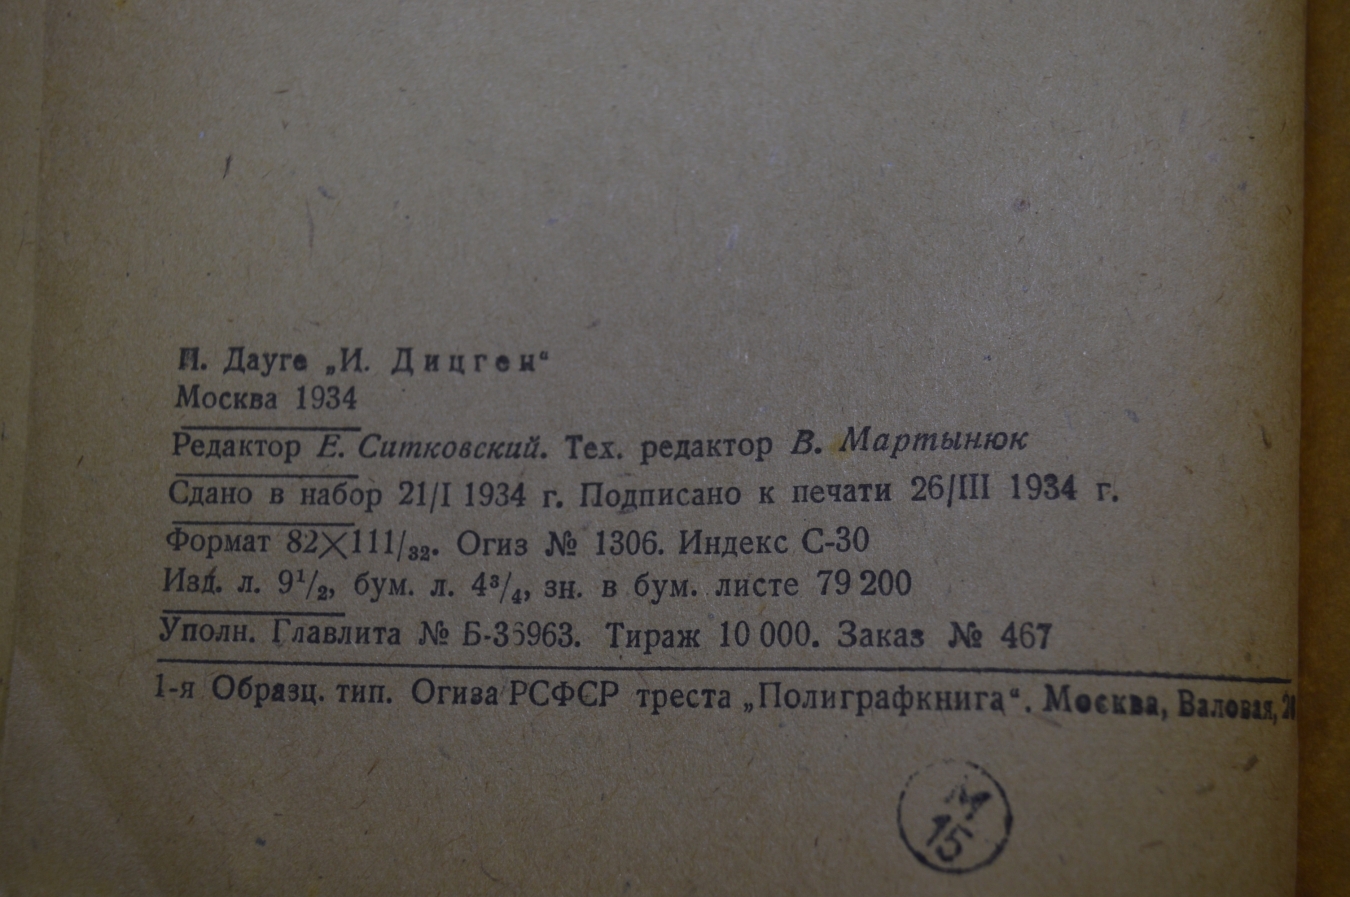 П. Дауге „И. Дицген“
Москва 1934
Редактор Е. Ситковский. Тех. редактор В. Мартынюк
Сдано в набор 21/I 1934 г. Подписано к печати 26/III 1934 г.
Формат 82×111/₃₂. Огиз № 1306. Индекс С-30
Изд. л. 9¹/₂, бум. л. 4³/₄, зн. в бум. листе 79 200
Уполн. Главлита № Б-36963. Тираж 10 000. Заказ № 467
1-я Образц. тип. Огиза РСФСР треста „Полиграфкнига“. Москва, Валовая,
М
15